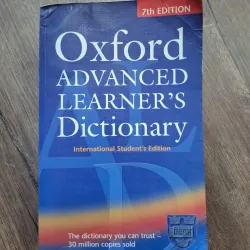 7th EDITION
Oxford
ADVANCED
LEARNER'S
Dictionary
International Student's Edition
The dictionary you can trust –
30 million copies sold